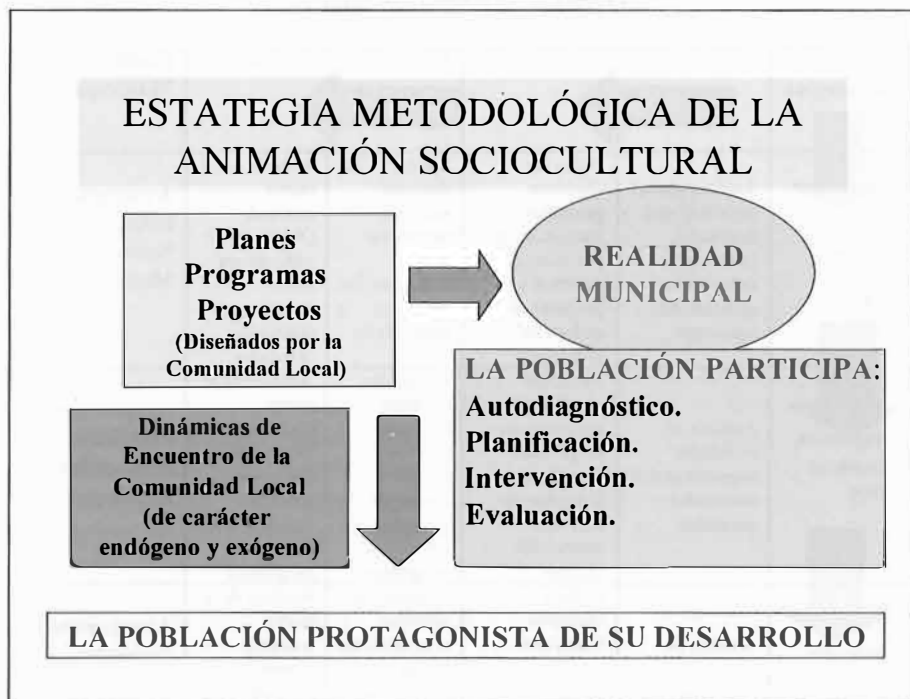 ESTATEGIA METODOLÓGICA DE LA
ANIMACIÓN SOCIOCULTURAL
Planes
Programas
Proyectos
(Diseñados por la
Comunidad Local)
REALIDAD
MUNICIPAL
LA POBLACIÓN PARTICIPA:
Autodiagnóstico.
Planificación.
Intervención.
Evaluación.
Dinámicas de
Encuentro de la
Comunidad Local
(de carácter
endógeno y exógeno)
LA POBLACIÓN PROTAGONISTA DE SU DESARROLLO